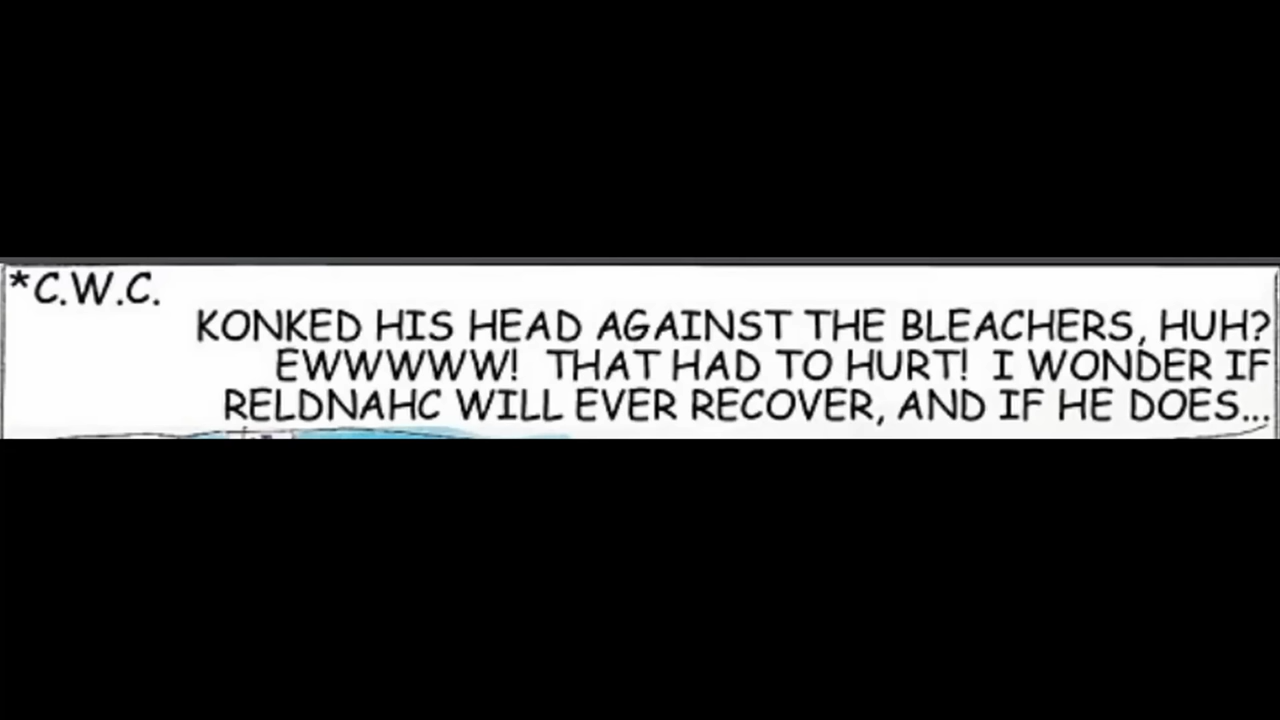 *C.W.C.
KONKED HIS HEAD AGAINST THE BLEACHERS, HUH?
EWWWWW!  THAT HAD TO HURT!  I WONDER IF
RELDNAHC WILL EVER RECOVER, AND IF HE DOES...